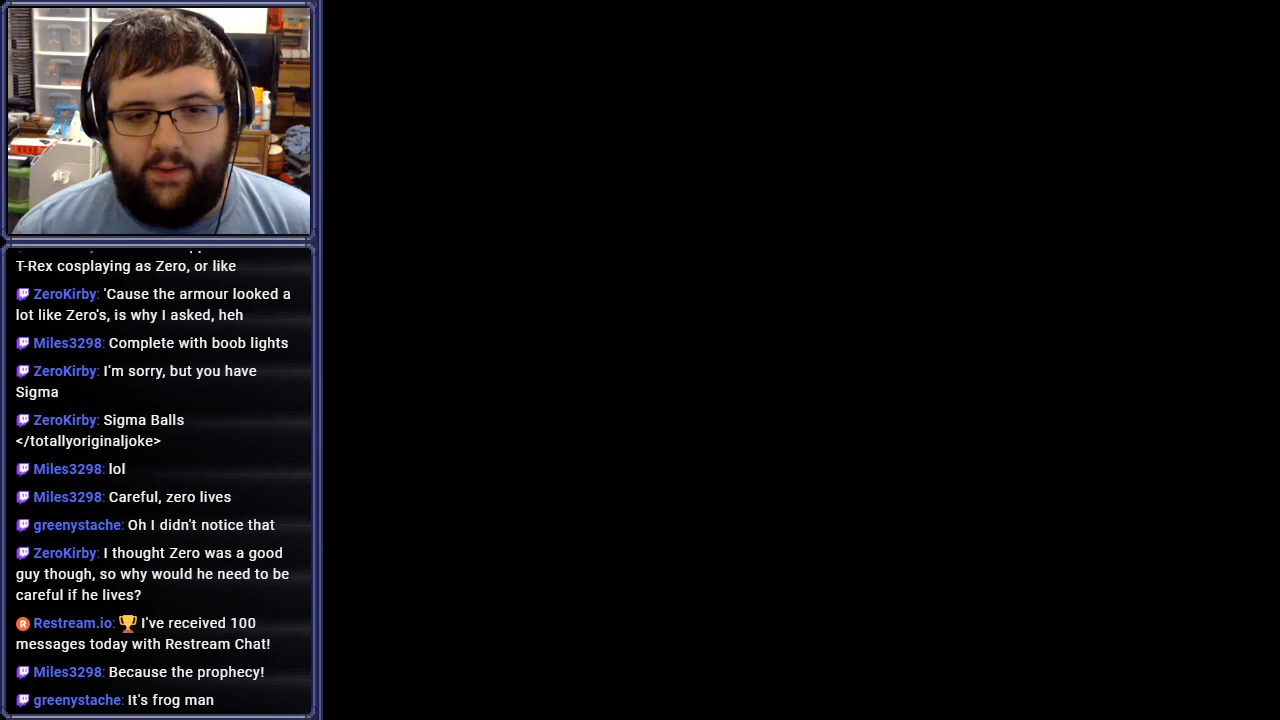 T-Rex cosplaying as Zero, or like
ZeroKirby: 'Cause the armour looked a
lot like Zero's, is why I asked, heh
Miles3298: Complete with boob lights
ZeroKirby: I'm sorry, but you have
Sigma
ZeroKirby: Sigma Balls
</totallyoriginaljoke>
Miles3298: lol
Miles3298: Careful, zero lives
greenystache: Oh I didn't notice that
ZeroKirby: I thought Zero was a good
guy though, so why would he need to be
careful if he lives?
Restream.io: 🏆 I've received 100
messages today with Restream Chat!
Miles3298: Because the prophecy!
greenystache: It's frog man